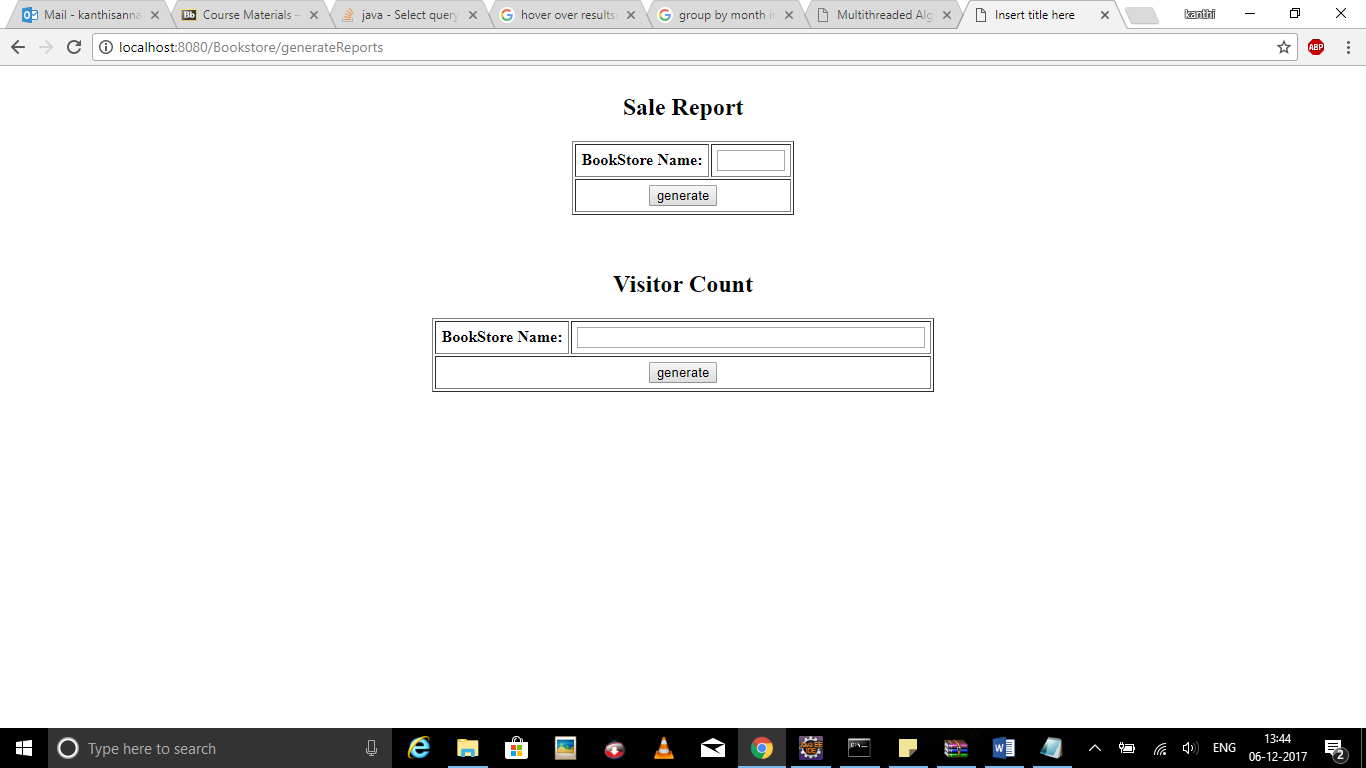 Mail - kanthisanna
Bb Course Materials –
java - Select query
hover over results
group by month in
Multithreaded Alg
Insert title here
kanthi
localhost:8080/Bookstore/generateReports
ABP
Sale Report
BookStore Name:
generate
Visitor Count
BookStore Name:
generate
Type here to search
ENG
13:44
06-12-2017
2